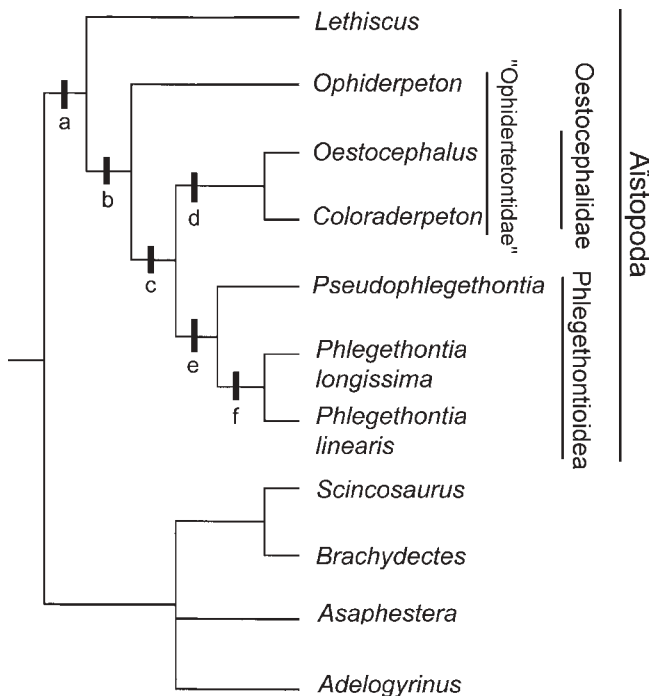 Lethiscus
Ophiderpeton
Oestocephalus
Coloraderpeton
Pseudophlegethontia
Phlegethontia
longissima
Phlegethontia
linearis
Scincosaurus
Brachydectes
Asaphestera
Adelogyrinus
a
b
c
d
e
f
"Ophidertetontidae"
Oestocephalidae
Phlegethontioidea
Aïstopoda